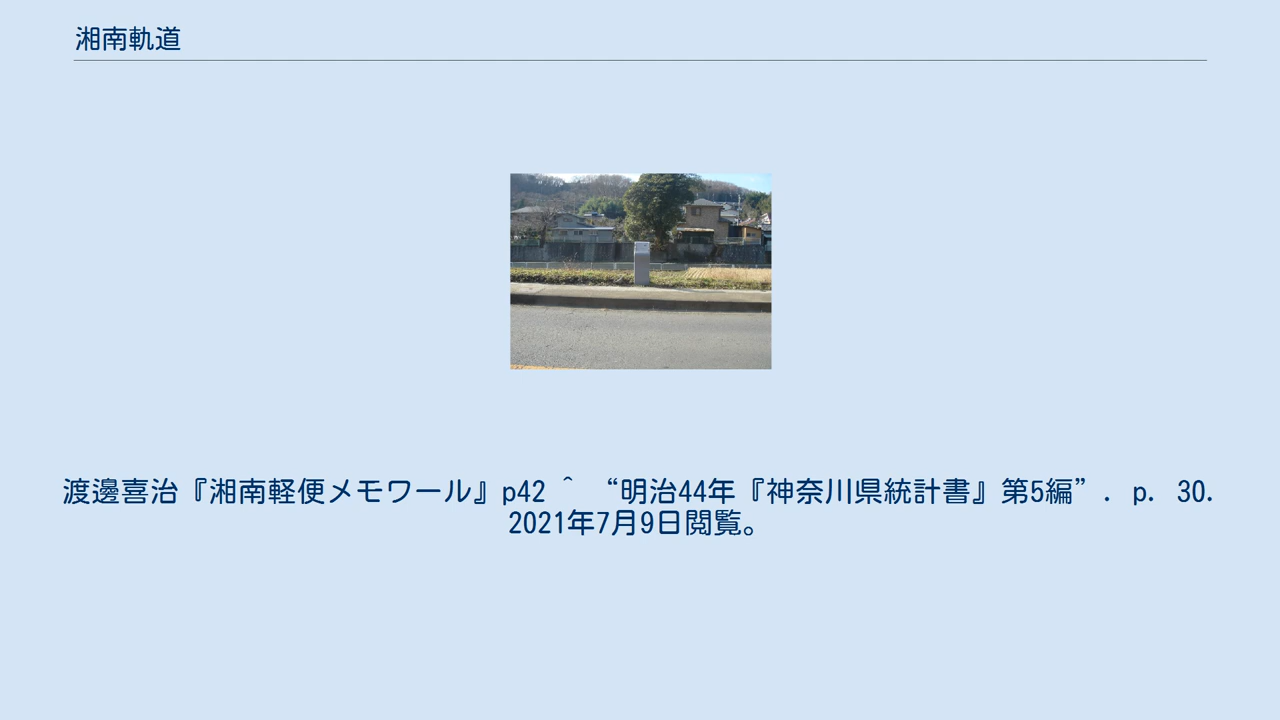 湘南軌道
渡邊喜治『湘南軽便メモワール』p42 ^ “明治44年『神奈川県統計書』第5編”. p. 30.
2021年7月9日閲覧。